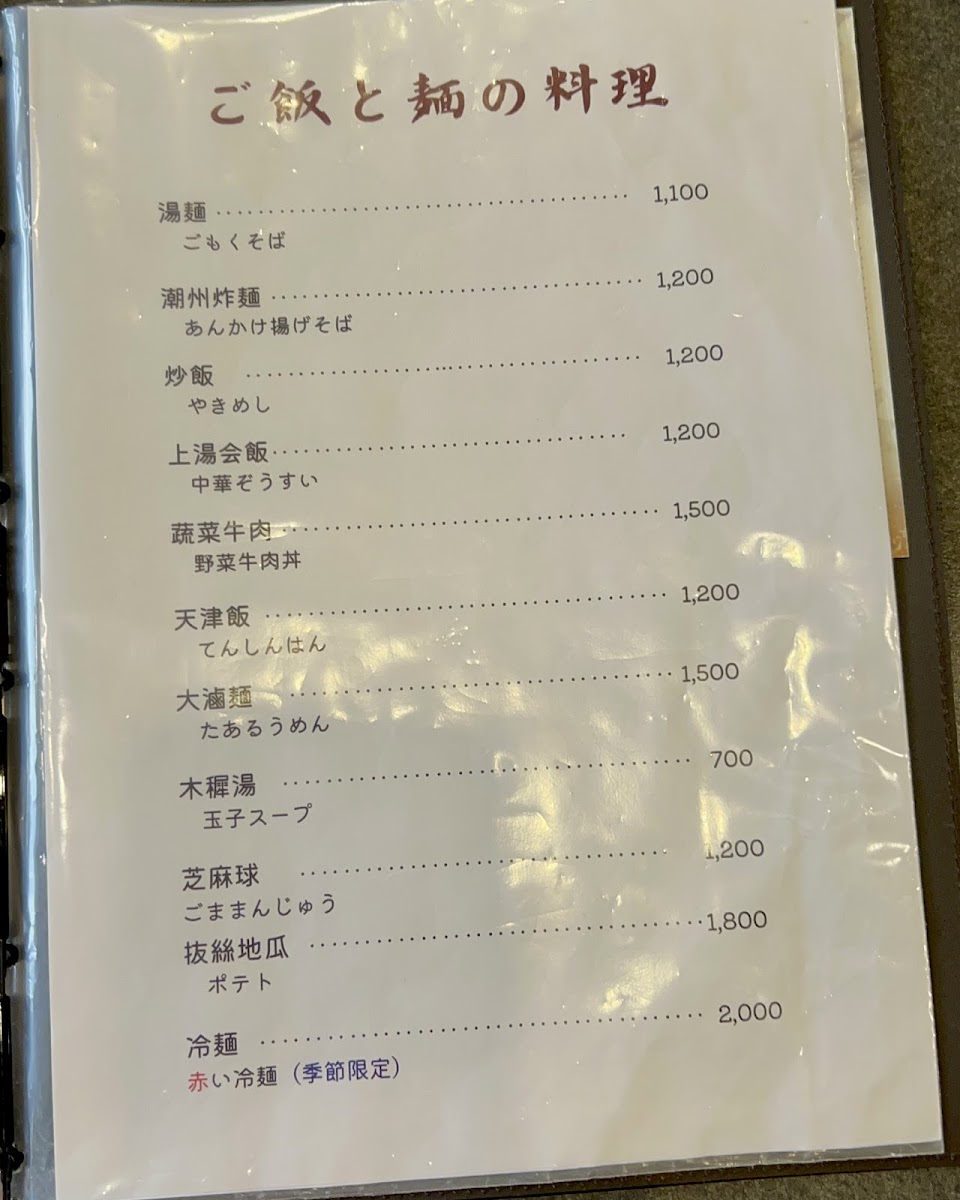 ご飯と麺の料理
湯麺 1,100
ごもくそば
潮州炸麺 1,200
あんかけ揚げそば
炒飯 1,200
やきめし
上湯会飯 1,200
中華ぞうすい
蔬菜牛肉 1,500
野菜牛肉丼
天津飯 1,200
てんしんはん
大滷麺 1,500
たあるうめん
木樨湯 700
玉子スープ
芝麻球 1,200
ごままんじゅう
抜絲地瓜 1,800
ポテト
冷麺 2,000
赤い冷麺（季節限定）